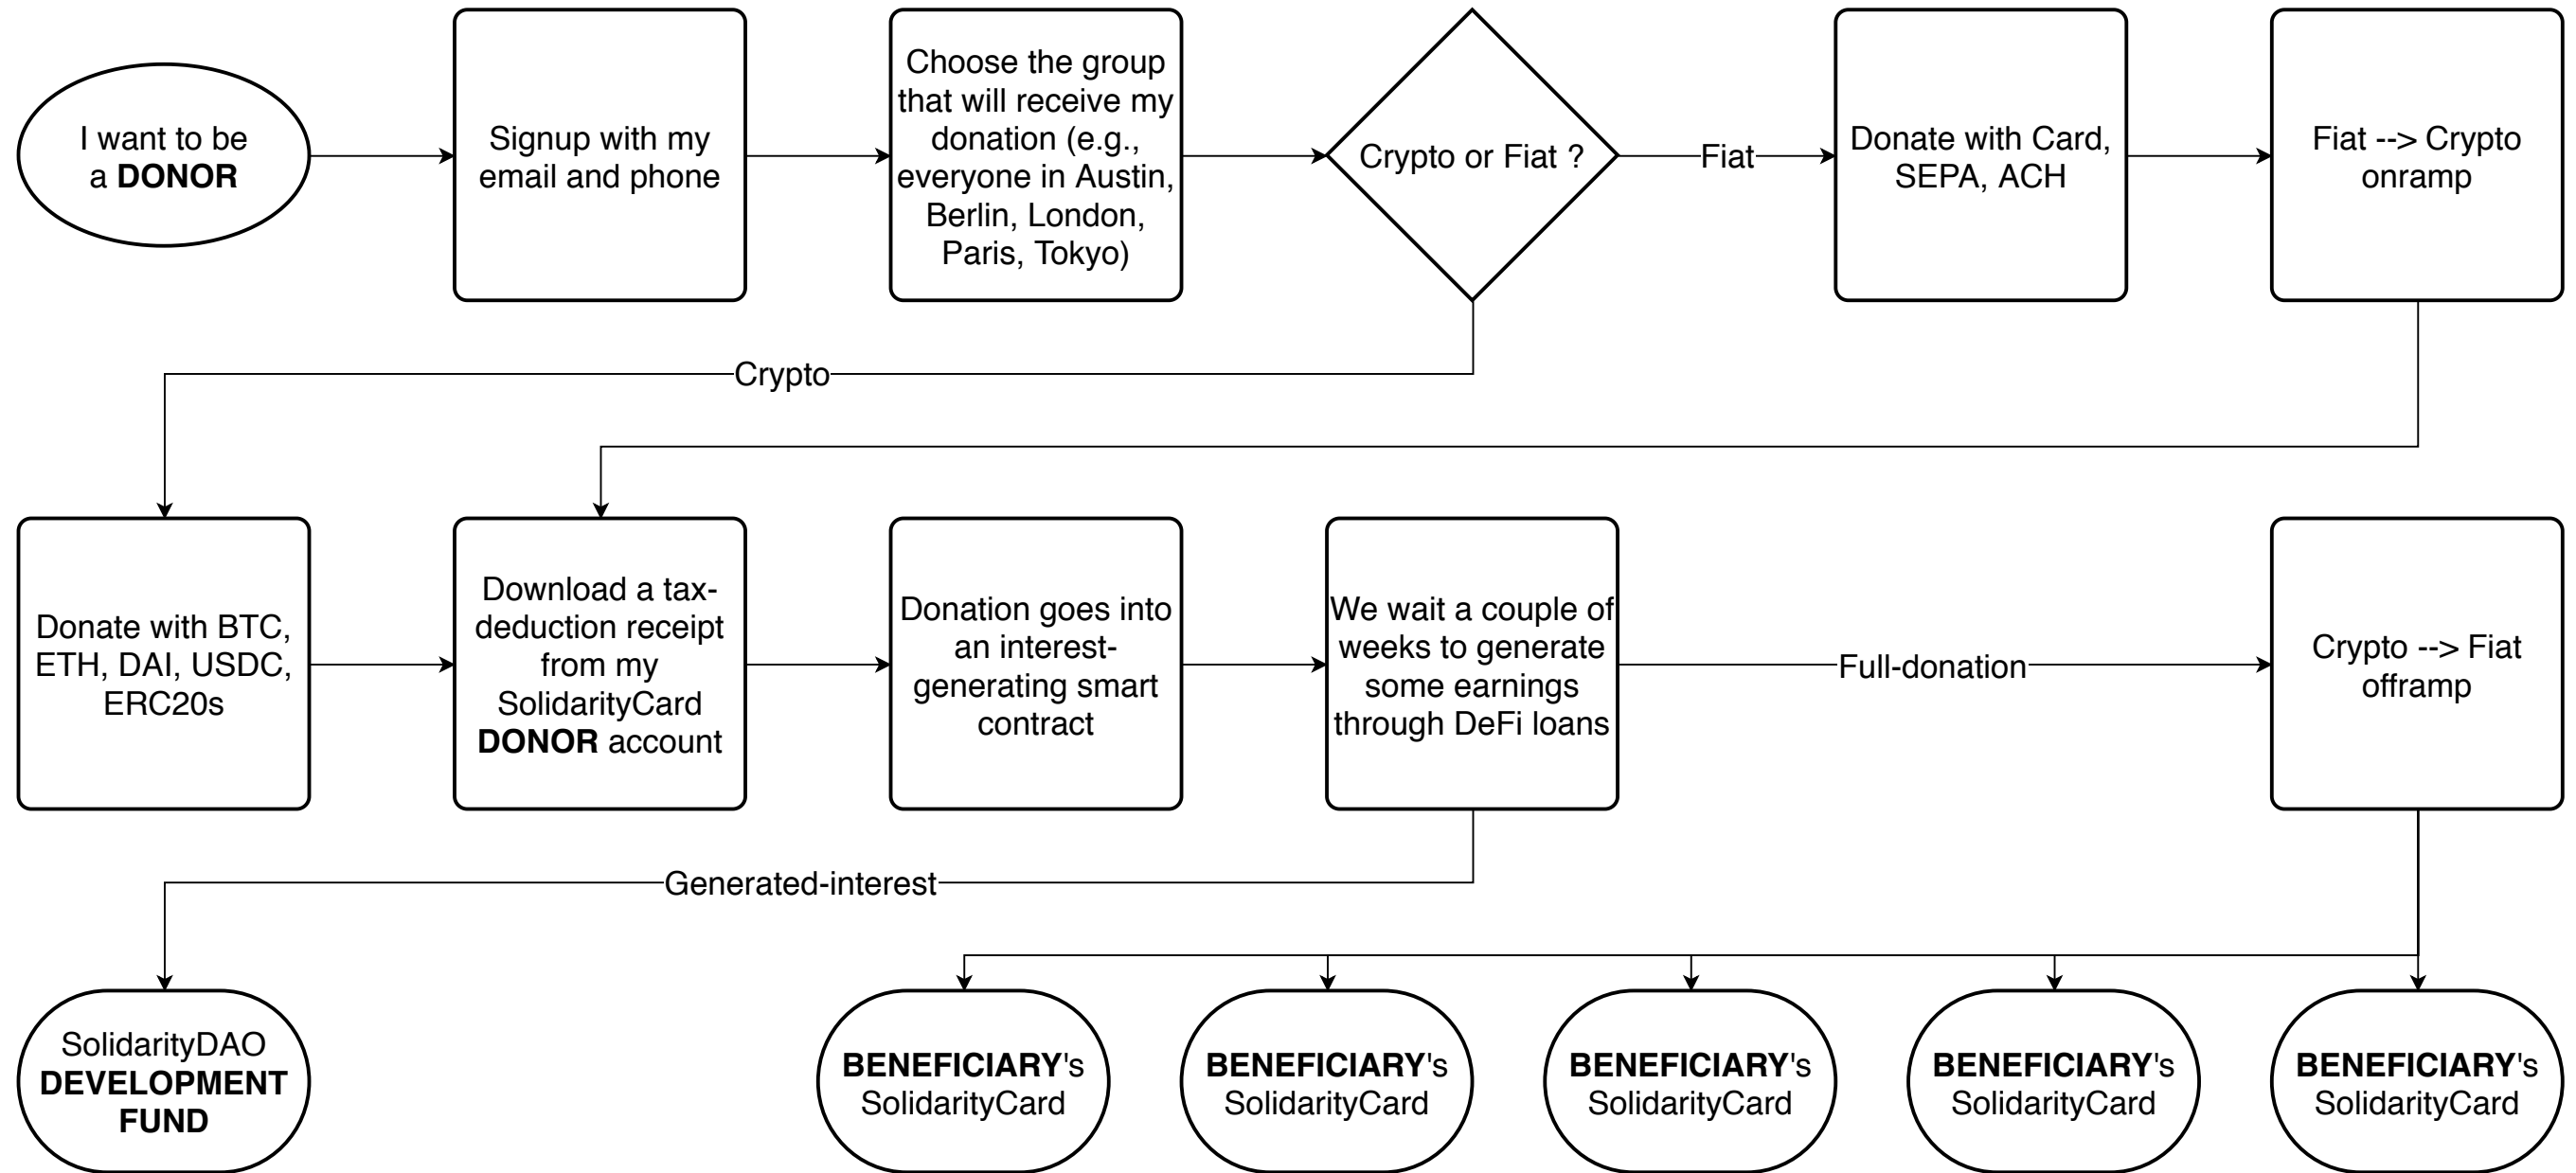 I want to be
a DONOR
Signup with my
email and phone
Choose the group
that will receive my
donation (e.g.,
everyone in Austin,
Berlin, London,
Paris, Tokyo)
Crypto or Fiat ?
Fiat
Donate with Card,
SEPA, ACH
Fiat --> Crypto
onramp
Crypto
Donate with BTC,
ETH, DAI, USDC,
ERC20s
Download a tax-
deduction receipt
from my
SolidarityCard
DONOR account
Donation goes into
an interest-
generating smart
contract
We wait a couple of
weeks to generate
some earnings
through DeFi loans
Full-donation
Crypto --> Fiat
offramp
Generated-interest
SolidarityDAO
DEVELOPMENT
FUND
BENEFICIARY's
SolidarityCard
BENEFICIARY's
SolidarityCard
BENEFICIARY's
SolidarityCard
BENEFICIARY's
SolidarityCard
BENEFICIARY's
SolidarityCard